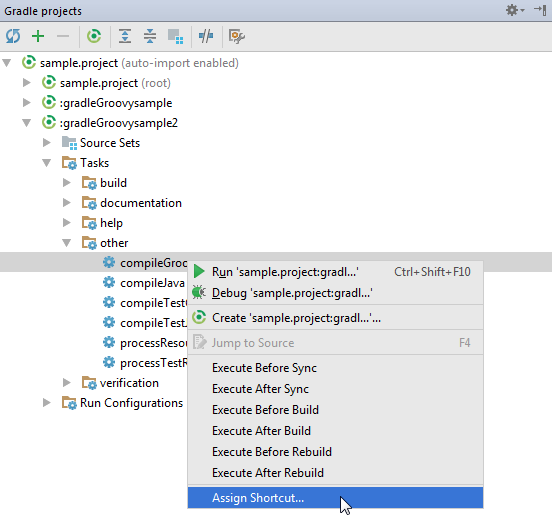 Gradle projects
sample.project (auto-import enabled)
sample.project (root)
:gradleGroovysample
:gradleGroovysample2
Source Sets
Tasks
build
documentation
help
other
compileGroo
compileJava
compileTest
compileTest
processResou
processTestR
verification
Run Configurations
Run 'sample.project:gradl...' Ctrl+Shift+F10
Debug 'sample.project:gradl...'
Create 'sample.project:gradl...'...
Jump to Source F4
Execute Before Sync
Execute After Sync
Execute Before Build
Execute After Build
Execute Before Rebuild
Execute After Rebuild
Assign Shortcut...